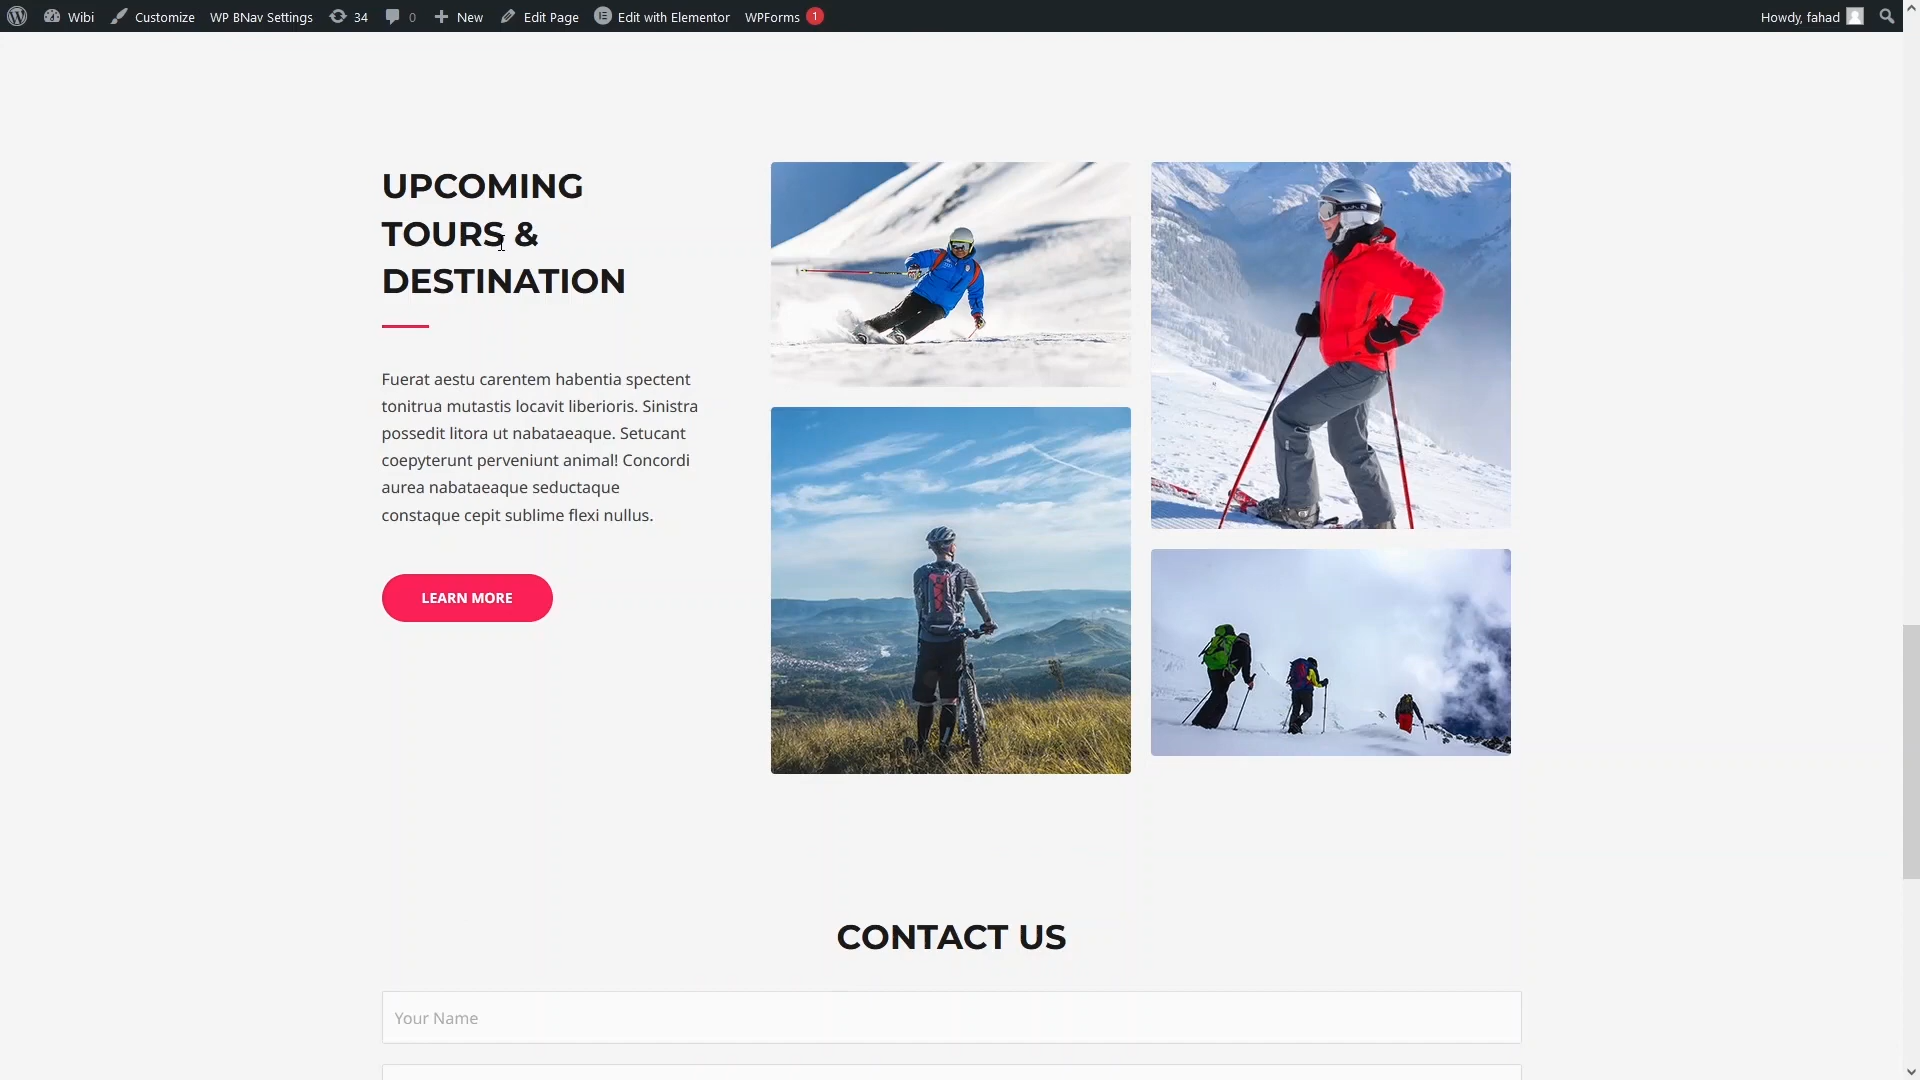 Wibi Customize WP BNav Settings 34 0 New Edit Page Edit with Elementor WPForms 1 Howdy, fahad
UPCOMING
TOURS &
DESTINATION
Fuerat aestu carentem habentia spectent
tonitrua mutastis locavit liberioris. Sinistra
possedit litora ut nabataeaque. Setucant
coepyterunt perveniunt animal! Concordi
aurea nabataeaque seductaque
constaque cepit sublime flexi nullus.
LEARN MORE
CONTACT US
Your Name